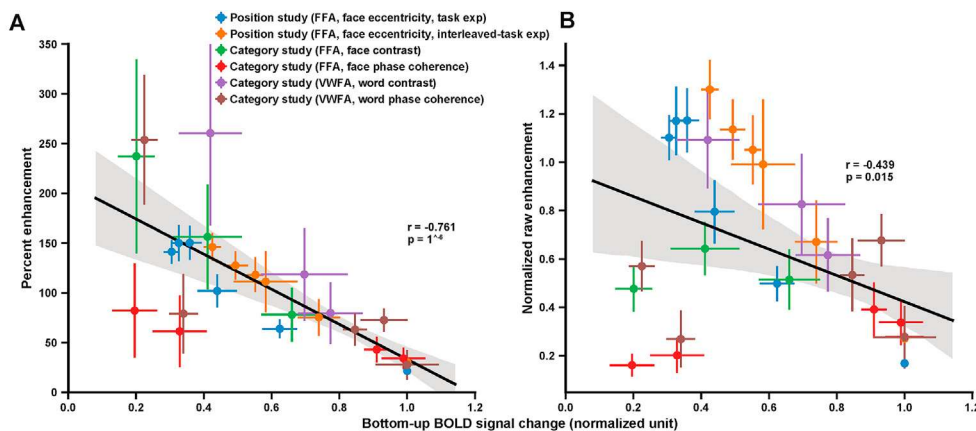 A
B
Position study (FFA, face eccentricity, task exp)
Position study (FFA, face eccentricity, interleaved-task exp)
Category study (FFA, face contrast)
Category study (FFA, face phase coherence)
Category study (VWFA, word contrast)
Category study (VWFA, word phase coherence)
Percent enhancement
350
300
250
200
150
100
50
0
r = -0.761
p = 1^-6
0.0 0.2 0.4 0.6 0.8 1.0 1.2
Normalized raw enhancement
1.4
1.2
1.0
0.8
0.6
0.4
0.2
r = -0.439
p = 0.015
0.0 0.2 0.4 0.6 0.8 1.0 1.2
Bottom-up BOLD signal change (normalized unit)